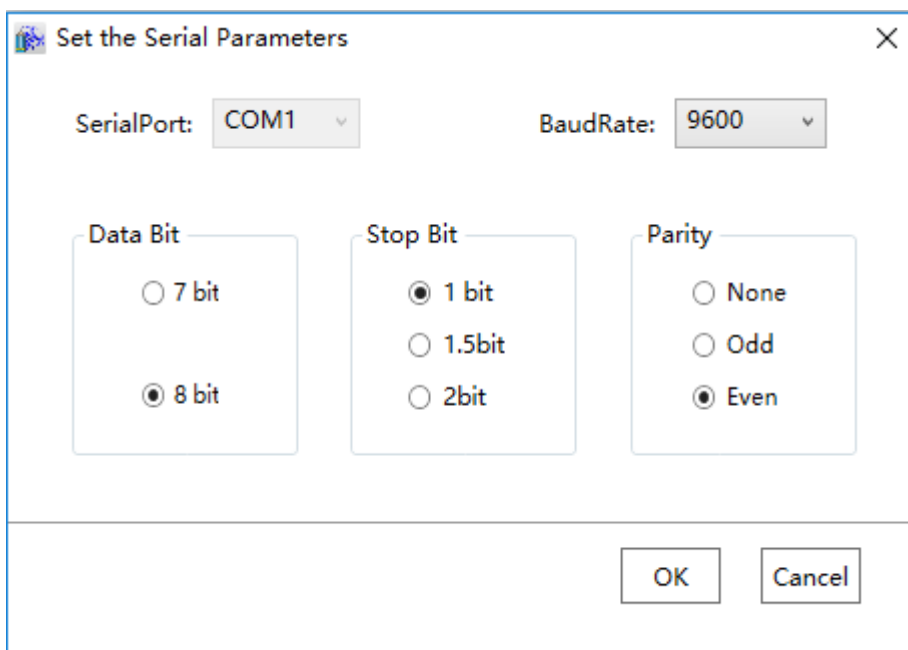 Set the Serial Parameters
SerialPort: COM1 BaudRate: 9600
Data Bit Stop Bit Parity
7 bit 1 bit None
1.5bit Odd
8 bit 2bit Even
OK Cancel